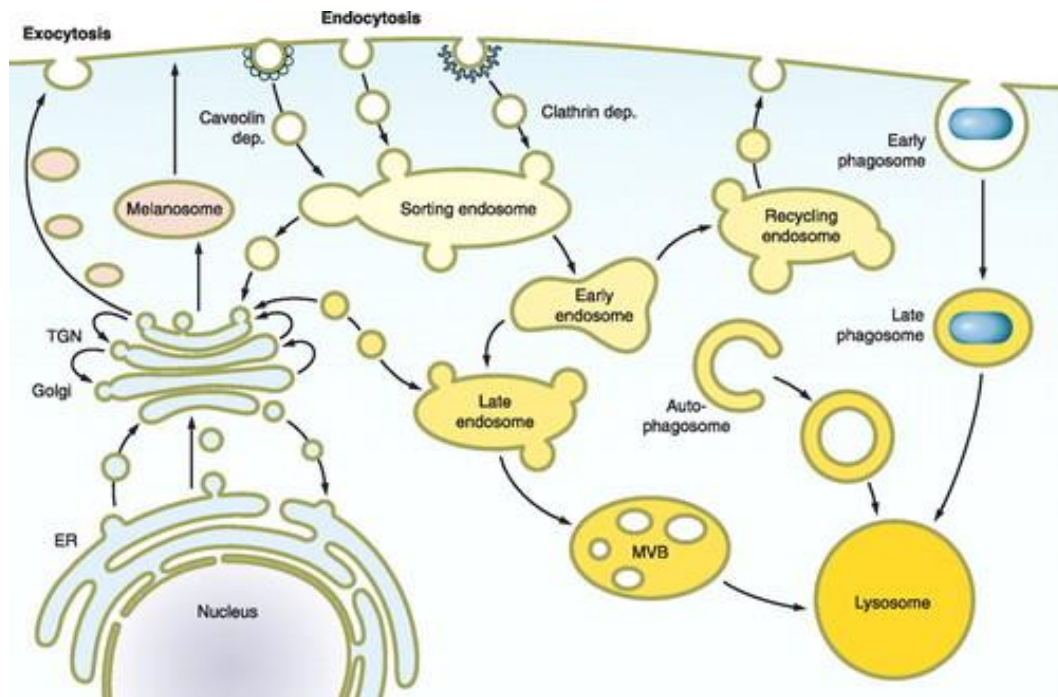 Exocytosis
Endocytosis
Caveolin
dep.
Clathrin dep.
Early
phagosome
Melanosome
Sorting endosome
Recycling
endosome
Early
endosome
TGN
Late
phagosome
Golgi
Late
endosome
Auto-
phagosome
ER
MVB
Nucleus
Lysosome